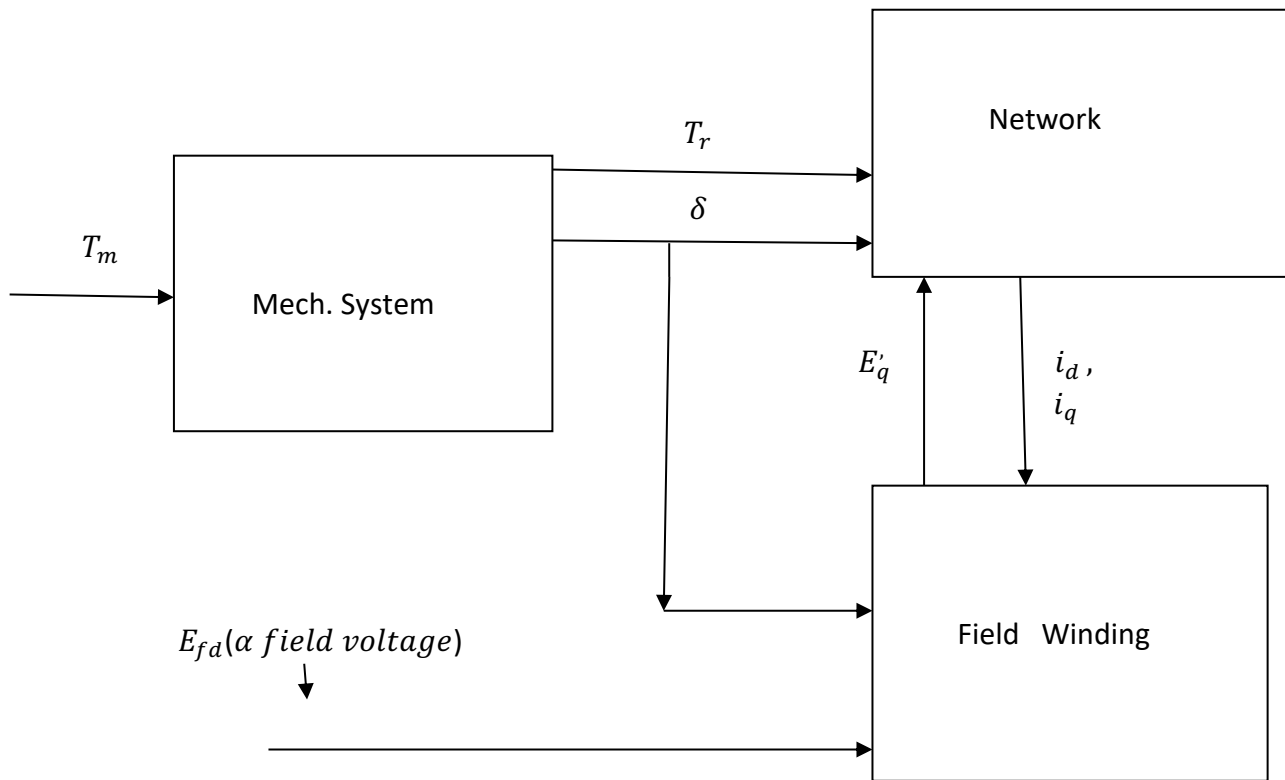 Network
T_r
δ
T_m
Mech. System
E'_q
i_d ,
i_q
E_fd(α field voltage)
Field Winding